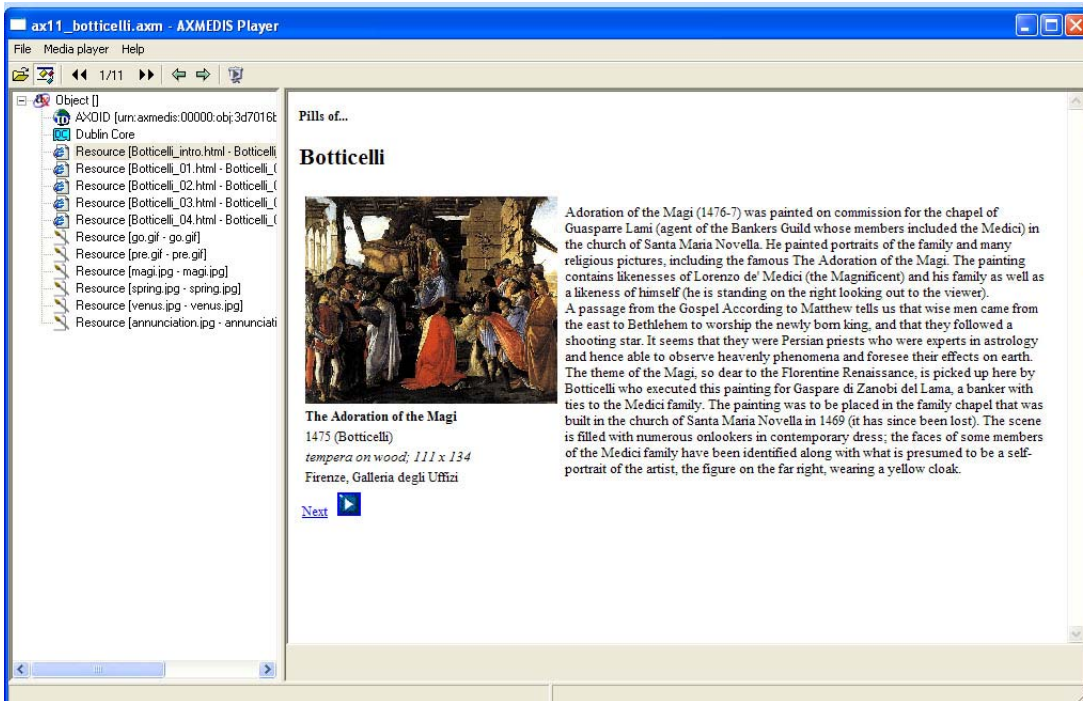 ax11_botticelli.axm - AXMEDIS Player
File Media player Help
1/11
Object []
AXOID [urn:axmedis:00000:obj:3d7016b
Dublin Core
Resource [Botticelli_intro.html - Botticelli
Resource [Botticelli_01.html - Botticelli_0
Resource [Botticelli_02.html - Botticelli_0
Resource [Botticelli_03.html - Botticelli_0
Resource [Botticelli_04.html - Botticelli_0
Resource [go.gif - go.gif]
Resource [pre.gif - pre.gif]
Resource [magi.jpg - magi.jpg]
Resource [spring.jpg - spring.jpg]
Resource [venus.jpg - venus.jpg]
Resource [annunciation.jpg - annunciati
Pills of...
Botticelli
Adoration of the Magi (1476-7) was painted on commission for the chapel of
Guasparre Lami (agent of the Bankers Guild whose members included the Medici) in
the church of Santa Maria Novella. He painted portraits of the family and many
religious pictures, including the famous The Adoration of the Magi. The painting
contains likenesses of Lorenzo de' Medici (the Magnificent) and his family as well as
a likeness of himself (he is standing on the right looking out to the viewer).
A passage from the Gospel According to Matthew tells us that wise men came from
the east to Bethlehem to worship the newly born king, and that they followed a
shooting star. It seems that they were Persian priests who were experts in astrology
and hence able to observe heavenly phenomena and foresee their effects on earth.
The theme of the Magi, so dear to the Florentine Renaissance, is picked up here by
Botticelli who executed this painting for Gaspare di Zanobi del Lama, a banker with
ties to the Medici family. The painting was to be placed in the family chapel that was
built in the church of Santa Maria Novella in 1469 (it has since been lost). The scene
is filled with numerous onlookers in contemporary dress; the faces of some members
of the Medici family have been identified along with what is presumed to be a self-
portrait of the artist, the figure on the far right, wearing a yellow cloak.
The Adoration of the Magi
1475 (Botticelli)
tempera on wood; 111 x 134
Firenze, Galleria degli Uffizi
Next